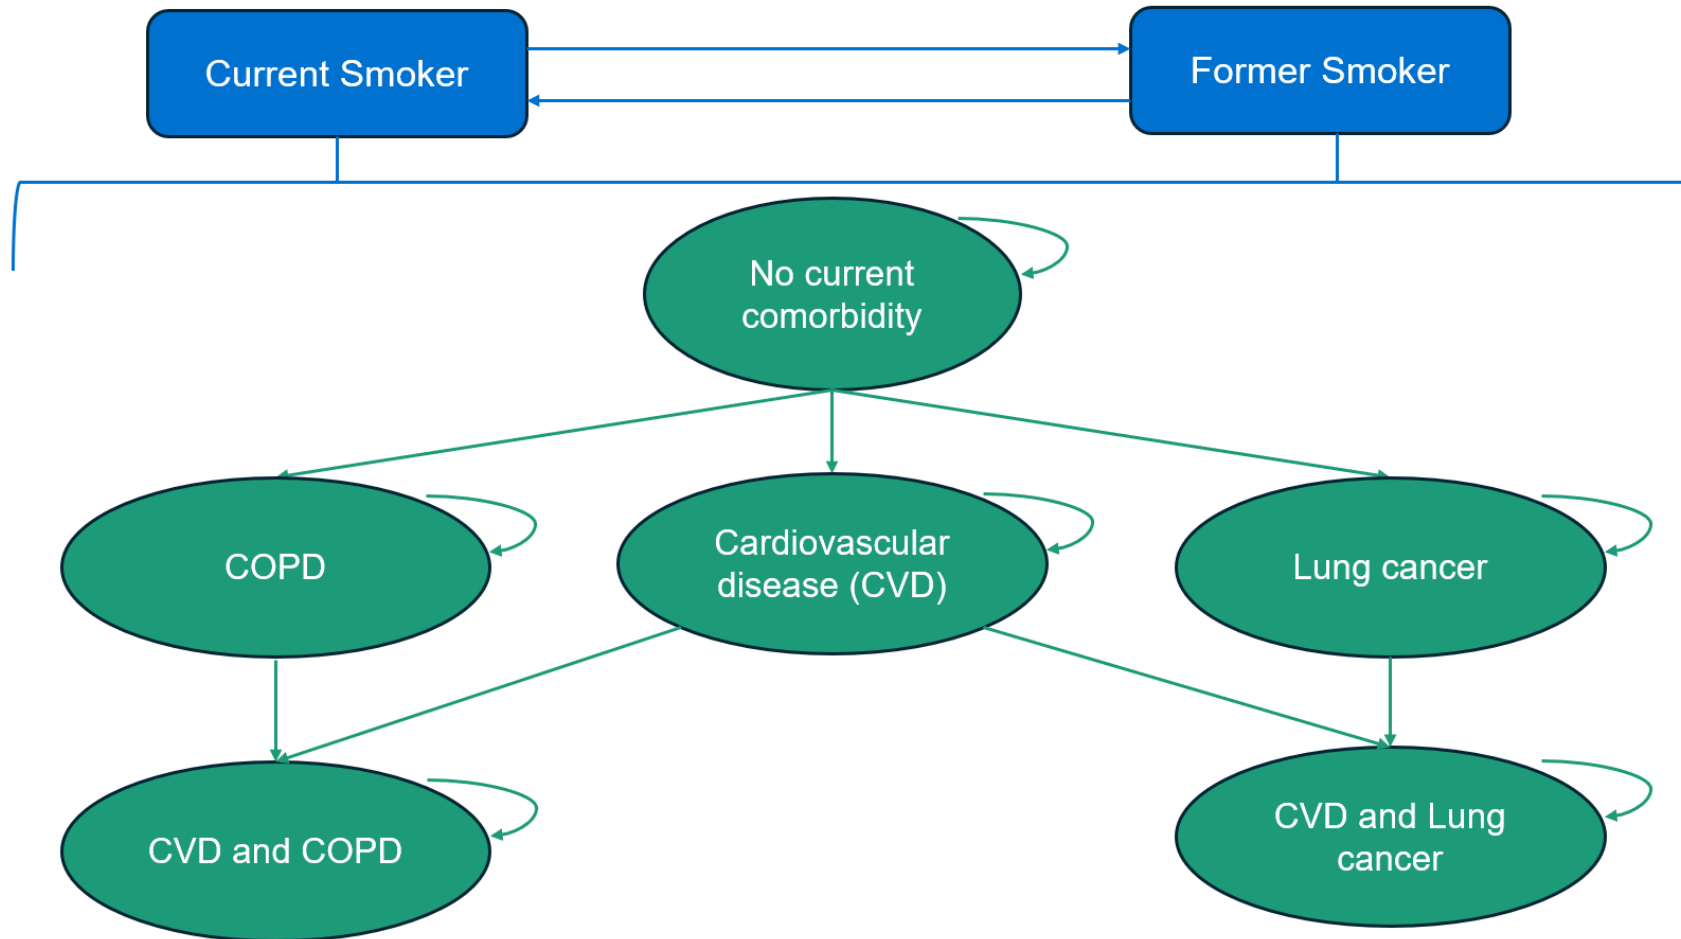 Current Smoker
Former Smoker
No current
comorbidity
COPD
Cardiovascular
disease (CVD)
Lung cancer
CVD and COPD
CVD and Lung
cancer